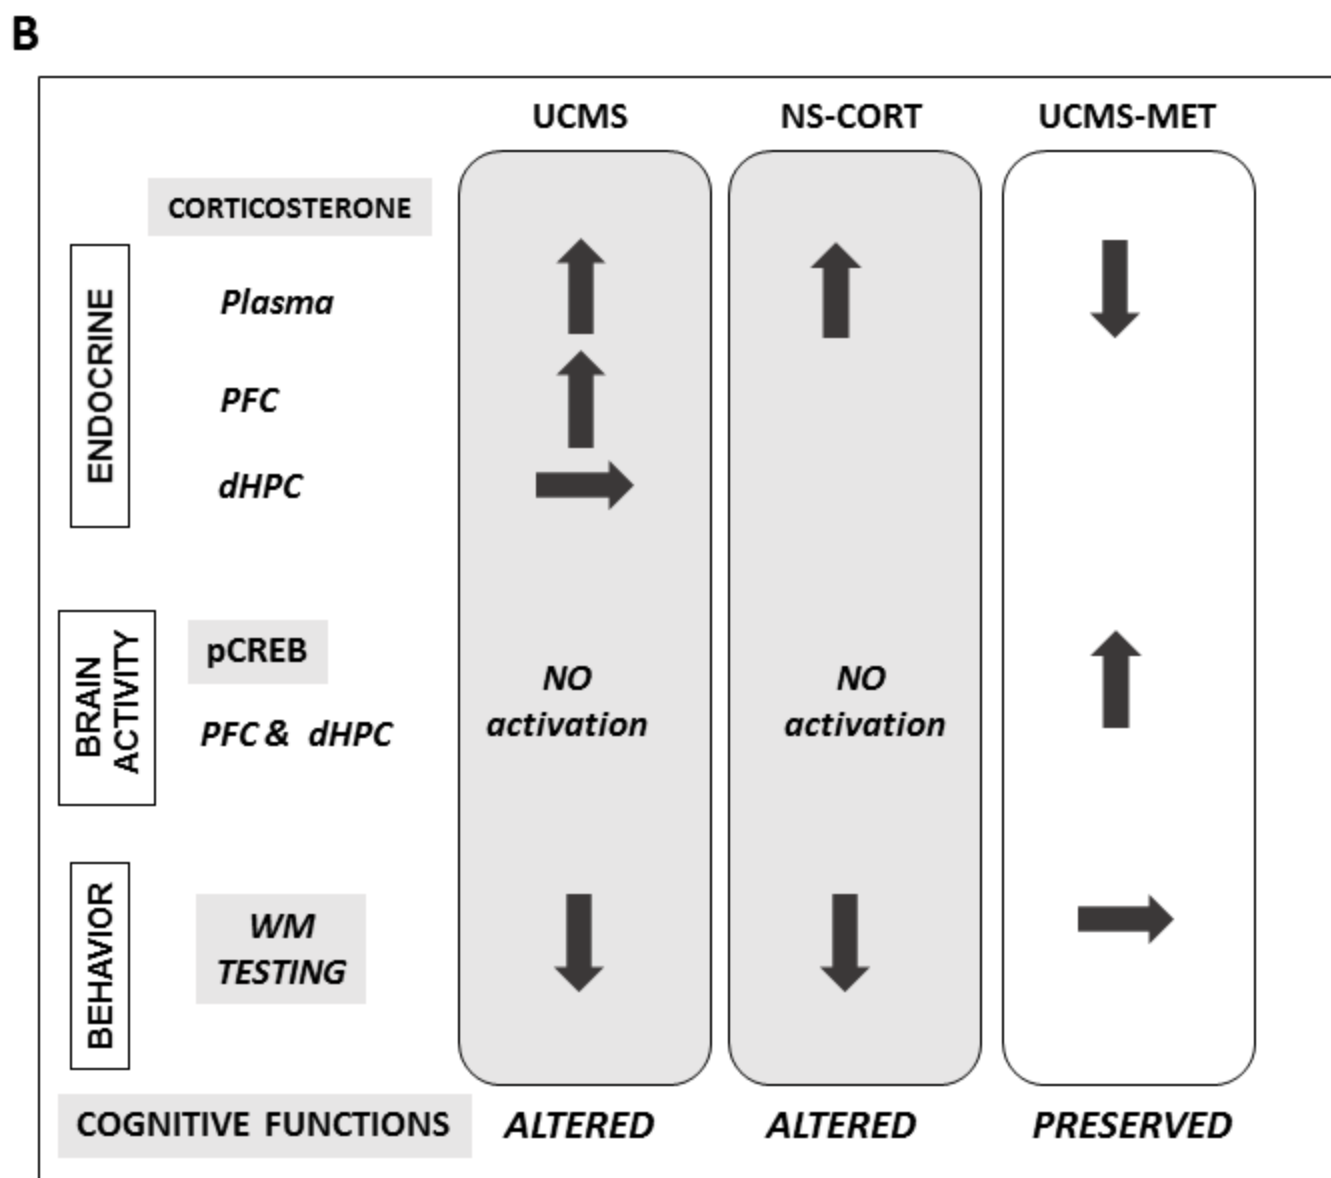 B
UCMS NS-CORT UCMS-MET
CORTICOSTERONE
ENDOCRINE
Plasma
PFC
dHPC
BRAIN
ACTIVITY
pCREB
PFC & dHPC
NO
activation
NO
activation
BEHAVIOR
WM
TESTING
COGNITIVE FUNCTIONS ALTERED ALTERED PRESERVED